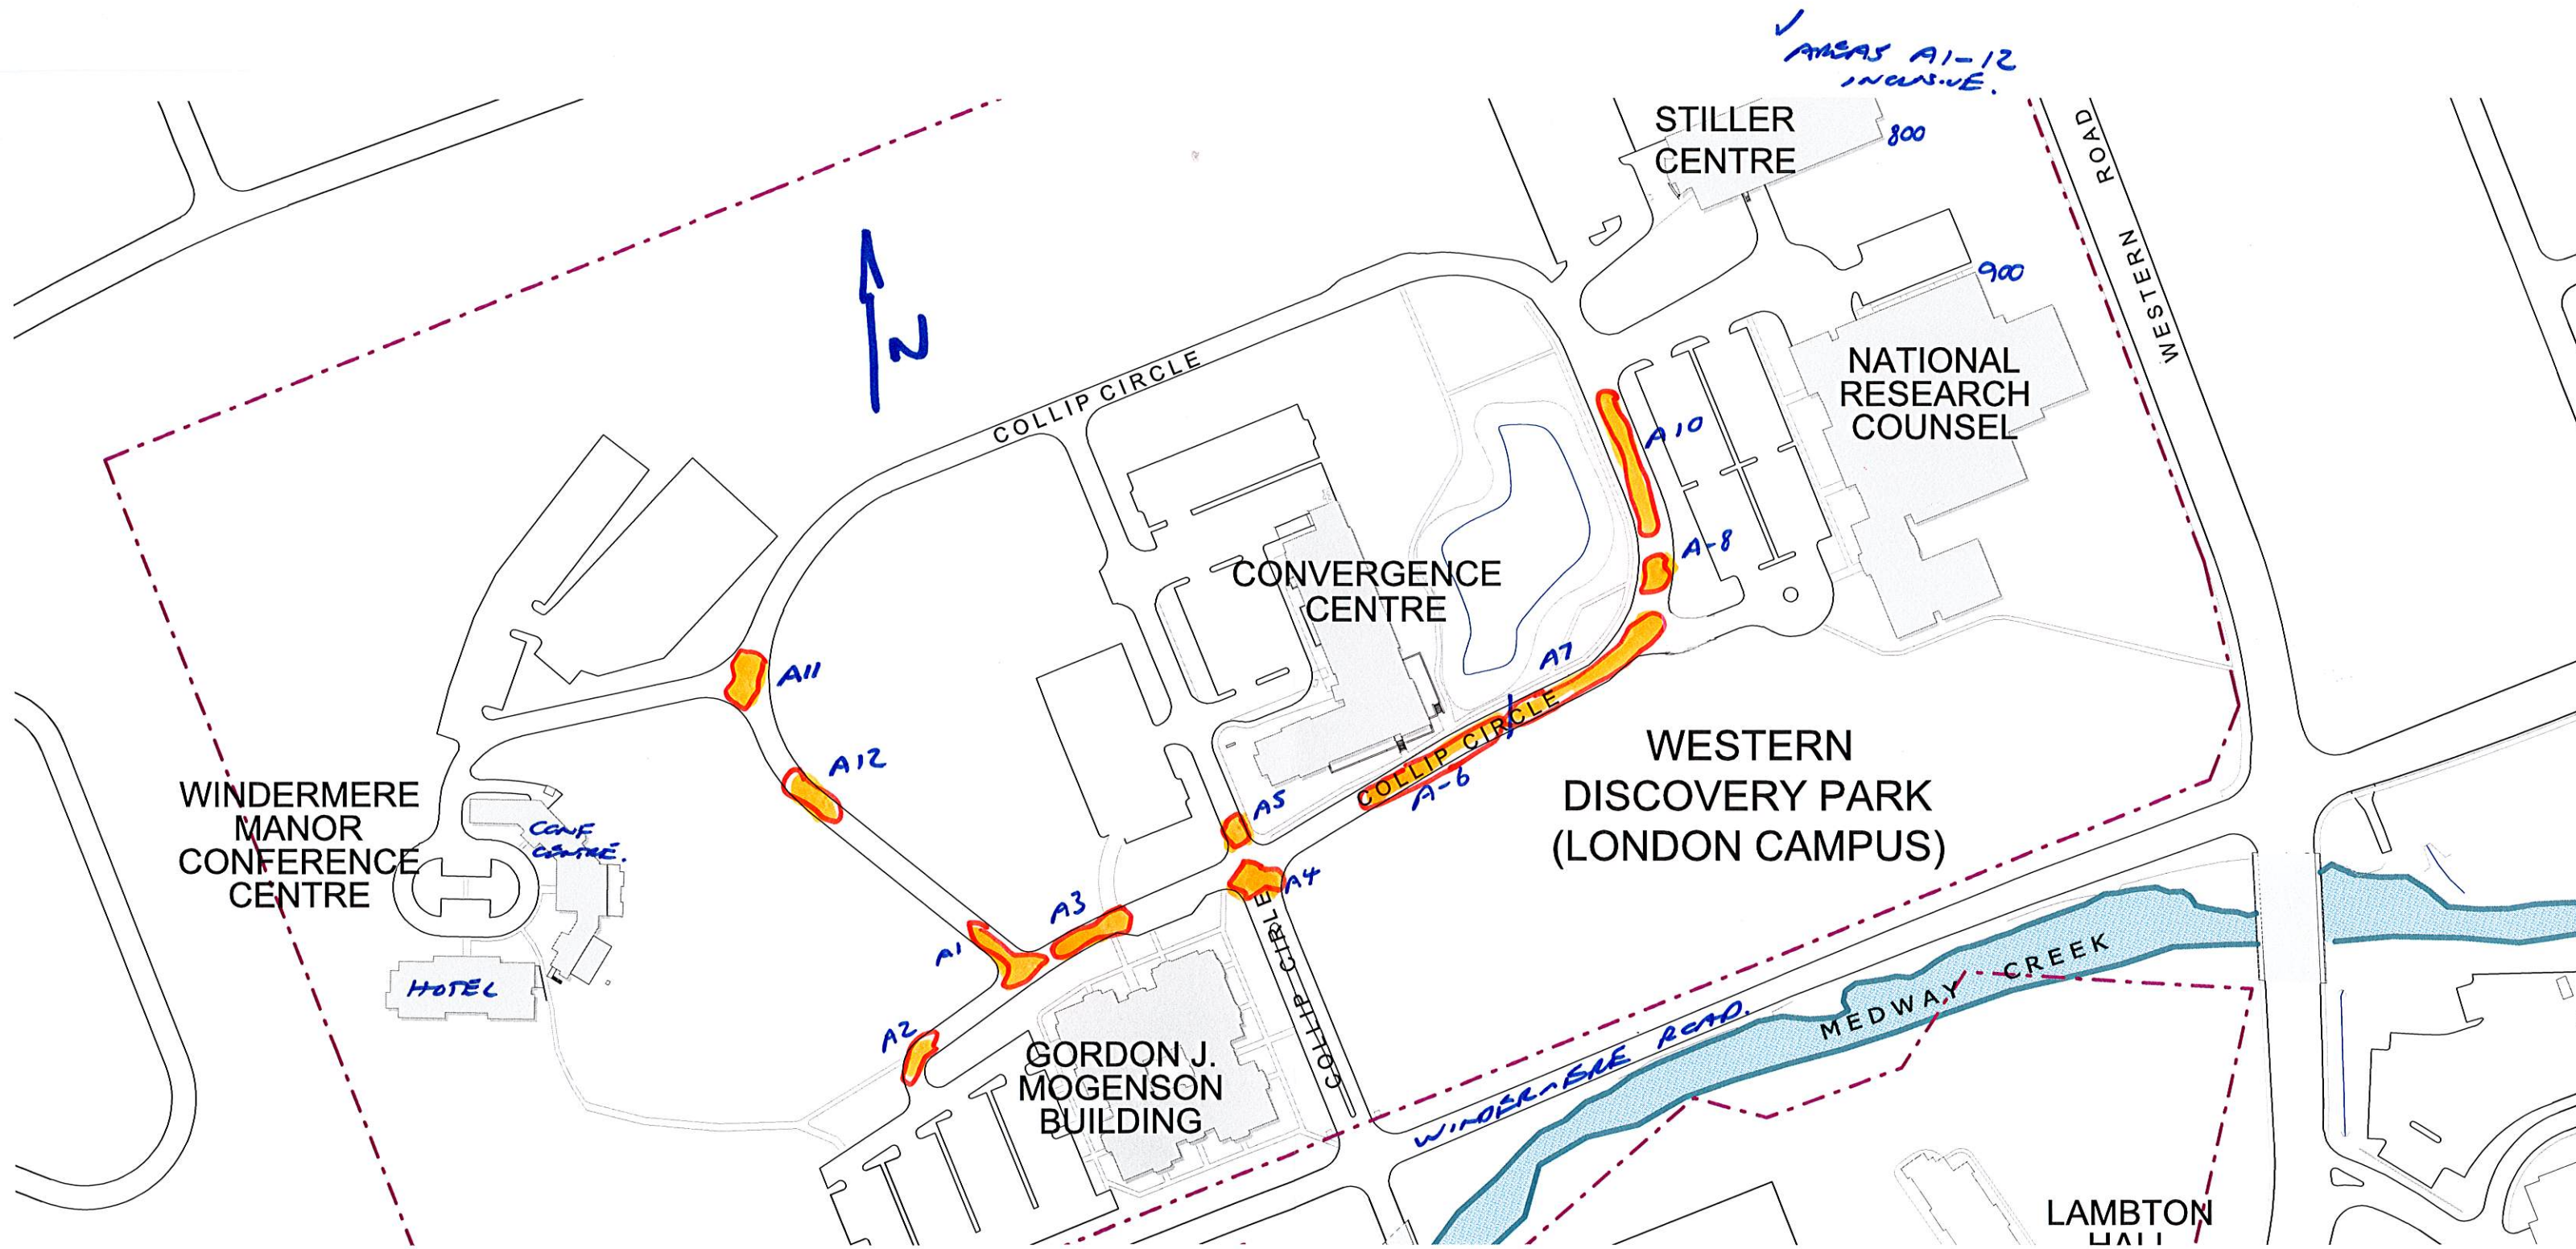 ✓
AREAS A1-12
INCLUSIVE.
STILLER
CENTRE
800
WESTERN ROAD
900
N
NATIONAL
RESEARCH
COUNSEL
COLLIP CIRCLE
A10
A-8
CONVERGENCE
CENTRE
A7
A11
COLLIP CIRCLE
A-6
A12
WESTERN
DISCOVERY PARK
(LONDON CAMPUS)
WINDERMERE
MANOR
CONFERENCE
CENTRE
CONF
CENTRE.
A5
A4
A3
A1
HOTEL
COLLIP CIRLE
MEDWAY CREEK
A2
WINDERMERE ROAD.
GORDON J.
MOGENSON
BUILDING
LAMBTON
HALL